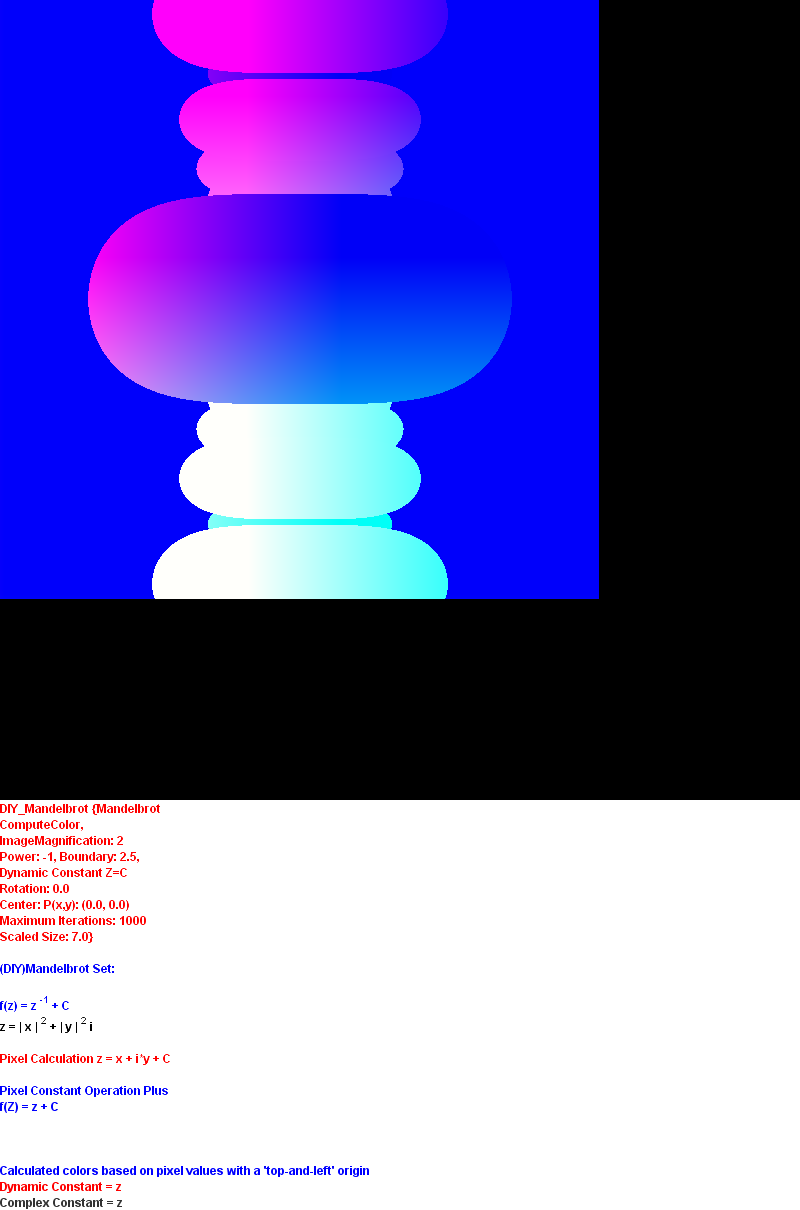 DIY_Mandelbrot {Mandelbrot
ComputeColor,
ImageMagnification: 2
Power: -1, Boundary: 2.5,
Dynamic Constant Z=C
Rotation: 0.0
Center: P(x,y): (0.0, 0.0)
Maximum Iterations: 1000
Scaled Size: 7.0}
(DIY)Mandelbrot Set:
f(z) = z -1 + C
z = | x | 2 + | y | 2 i
Pixel Calculation z = x + i*y + C
Pixel Constant Operation Plus
f(Z) = z + C
Calculated colors based on pixel values with a 'top-and-left' origin
Dynamic Constant = z
Complex Constant = z